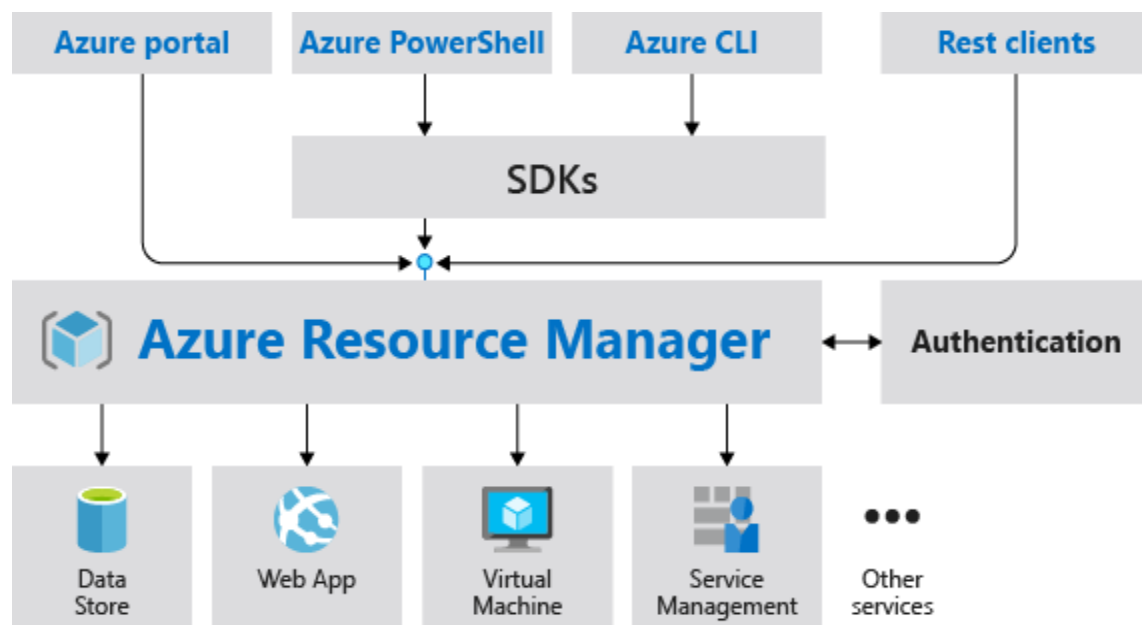 Azure portal
Azure PowerShell
Azure CLI
Rest clients
SDKs
Azure Resource Manager
Authentication
Data
Store
Web App
Virtual
Machine
Service
Management
Other
services